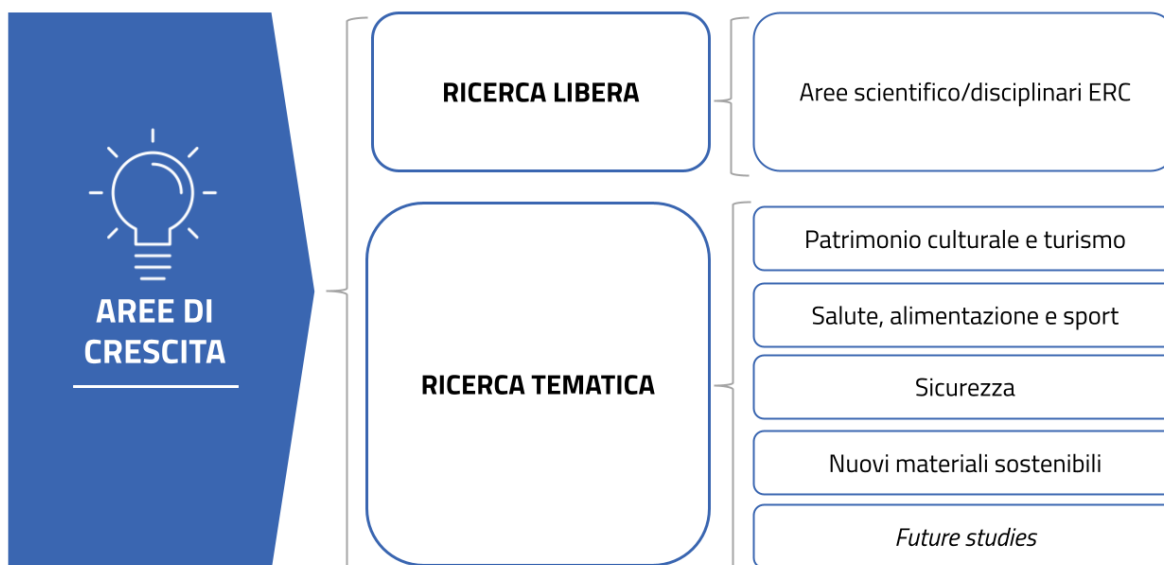 AREE DI
CRESCITA
RICERCA LIBERA
Aree scientifico/disciplinari ERC
RICERCA TEMATICA
Patrimonio culturale e turismo
Salute, alimentazione e sport
Sicurezza
Nuovi materiali sostenibili
Future studies